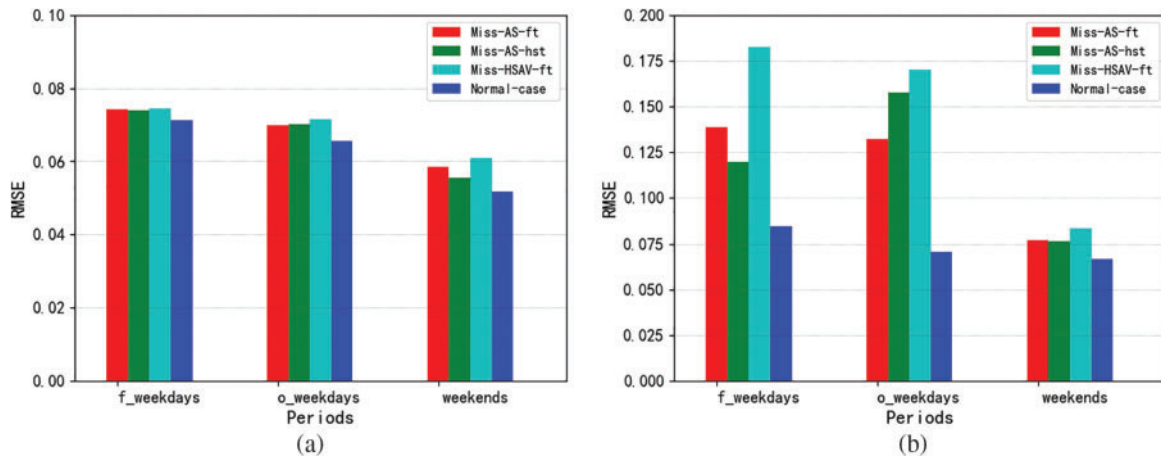 0.10
0.08
0.06
0.04
0.02
0.00
RMSE
Miss-AS-ft
Miss-AS-hst
Miss-HSAV-ft
Normal-case
f_weekdays
o_weekdays
weekends
Periods
(a)
0.200
0.175
0.150
0.125
0.100
0.075
0.050
0.025
0.000
RMSE
Miss-AS-ft
Miss-AS-hst
Miss-HSAV-ft
Normal-case
f_weekdays
o_weekdays
weekends
Periods
(b)